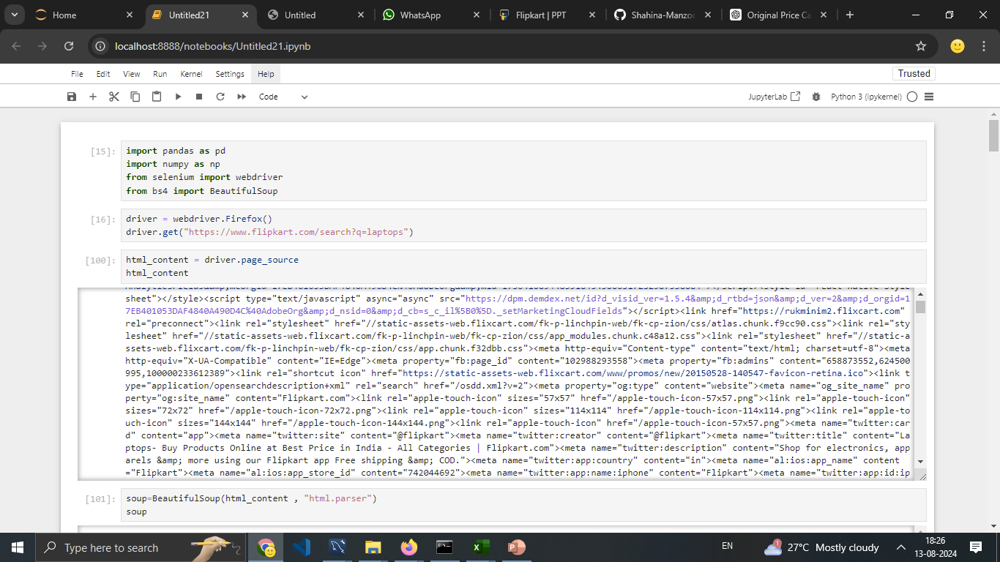 Home
Untitled21
Untitled
WhatsApp
Flipkart | PPT
Shahina-Manzoo
Original Price Ca
localhost:8888/notebooks/Untitled21.ipynb
File Edit View Run Kernel Settings Help
Trusted
Code
JupyterLab
Python 3 (ipykernel)
[15]:
import pandas as pd
import numpy as np
from selenium import webdriver
from bs4 import BeautifulSoup
[16]:
driver = webdriver.Firefox()
driver.get("https://www.flipkart.com/search?q=laptops")
[100]:
html_content = driver.page_source
html_content
sheet"></style><script type="text/javascript" async="async" src="https://dpm.demdex.net/id?d_visid_ver=1.5.4&amp;d_rtbd=json&amp;d_ver=2&amp;d_orgid=1
7EB401053DAF4840A490D4C%40AdobeOrg&amp;d_nsid=0&amp;d_cb=s_c_il%5B0%5D._setMarketingCloudFields"></script><link href="https://rukminim2.flixcart.com"
rel="preconnect"><link rel="stylesheet" href="//static-assets-web.flixcart.com/fk-p-linchpin-web/fk-cp-zion/css/atlas.chunk.f9cc90.css"><link rel="sty
lesheet" href="//static-assets-web.flixcart.com/fk-p-linchpin-web/fk-cp-zion/css/app_modules.chunk.c48a12.css"><link rel="stylesheet" href="//static-a
ssets-web.flixcart.com/fk-p-linchpin-web/fk-cp-zion/css/app.chunk.f32dbb.css"><meta http-equiv="Content-type" content="text/html; charset=utf-8"><meta
http-equiv="X-UA-Compatible" content="IE=Edge"><meta property="fb:page_id" content="102988293558"><meta property="fb:admins" content="658873552,624500
995,100000233612389"><link rel="shortcut icon" href="https://static-assets-web.flixcart.com/www/promos/new/20150528-140547-favicon-retina.ico"><link t
ype="application/opensearchdescription+xml" rel="search" href="/osdd.xml?v=2"><meta property="og:type" content="website"><meta name="og_site_name" pro
perty="og:site_name" content="Flipkart.com"><link rel="apple-touch-icon" sizes="57x57" href="/apple-touch-icon-57x57.png"><link rel="apple-touch-icon"
sizes="72x72" href="/apple-touch-icon-72x72.png"><link rel="apple-touch-icon" sizes="114x114" href="/apple-touch-icon-114x114.png"><link rel="apple-to
uch-icon" sizes="144x144" href="/apple-touch-icon-144x144.png"><link rel="apple-touch-icon" href="/apple-touch-icon-57x57.png"><meta name="twitter:car
d" content="app"><meta name="twitter:site" content="@flipkart"><meta name="twitter:creator" content="@flipkart"><meta name="twitter:title" content="La
ptops- Buy Products Online at Best Price in India - All Categories | Flipkart.com"><meta name="twitter:description" content="Shop for electronics, app
arels &amp; more using our Flipkart app Free shipping &amp; COD."><meta name="twitter:app:country" content="in"><meta name="al:ios:app_name" content
="Flipkart"><meta name="al:ios:app_store_id" content="742044692"><meta name="twitter:app:name:iphone" content="Flipkart"><meta name="twitter:app:id:ip
[101]:
soup=BeautifulSoup(html_content , "html.parser")
soup
Type here to search
EN
1
27°C Mostly cloudy
18:26
13-08-2024